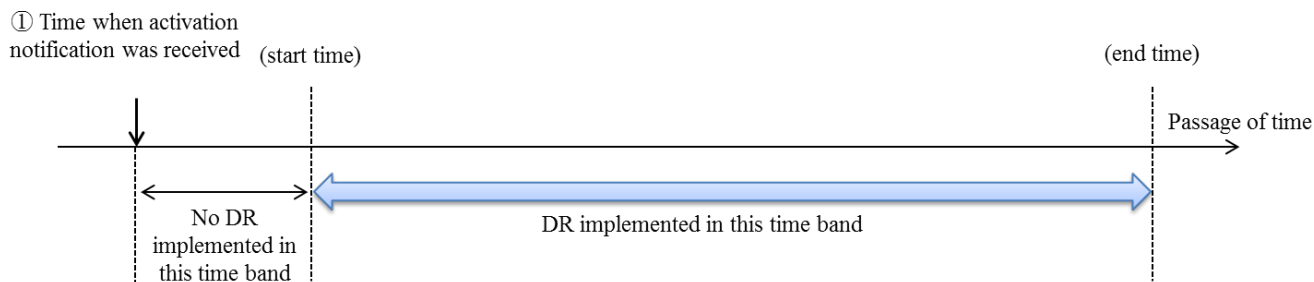 ① Time when activation
notification was received
(start time)
(end time)
Passage of time
No DR
implemented in
this time band
DR implemented in this time band